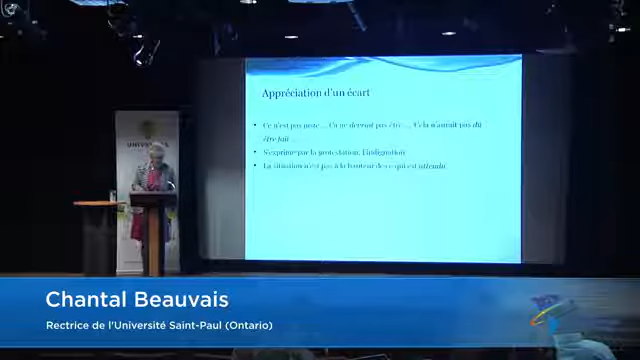 Appréciation d'un écart
• Ce n'est pas juste ... Ça ne devrait pas être ... Cela n'aurait pas dû
être fait ...
• S'exprime par la protestation, l'indignation
• La situation n'est pas à la hauteur de ce qui est attendu
UNIVERSITÉ
Chantal Beauvais
Rectrice de l'Université Saint-Paul (Ontario)